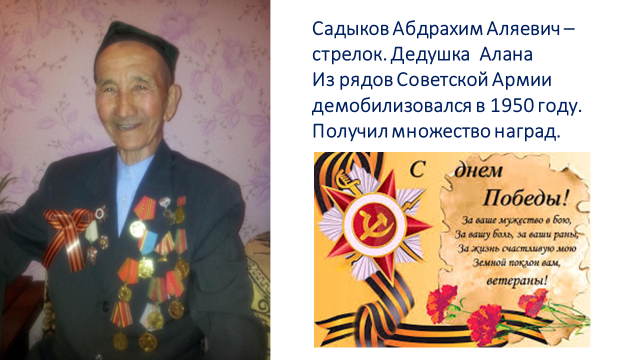 Садыков Абдрахим Аляевич –
стрелок. Дедушка Алана
Из рядов Советской Армии
демобилизовался в 1950 году.
Получил множество наград.
С днем
Победы!
За ваше мужество в бою,
За вашу боль, за ваши раны,
За жизнь счастливую мою
Земной поклон вам,
ветераны!